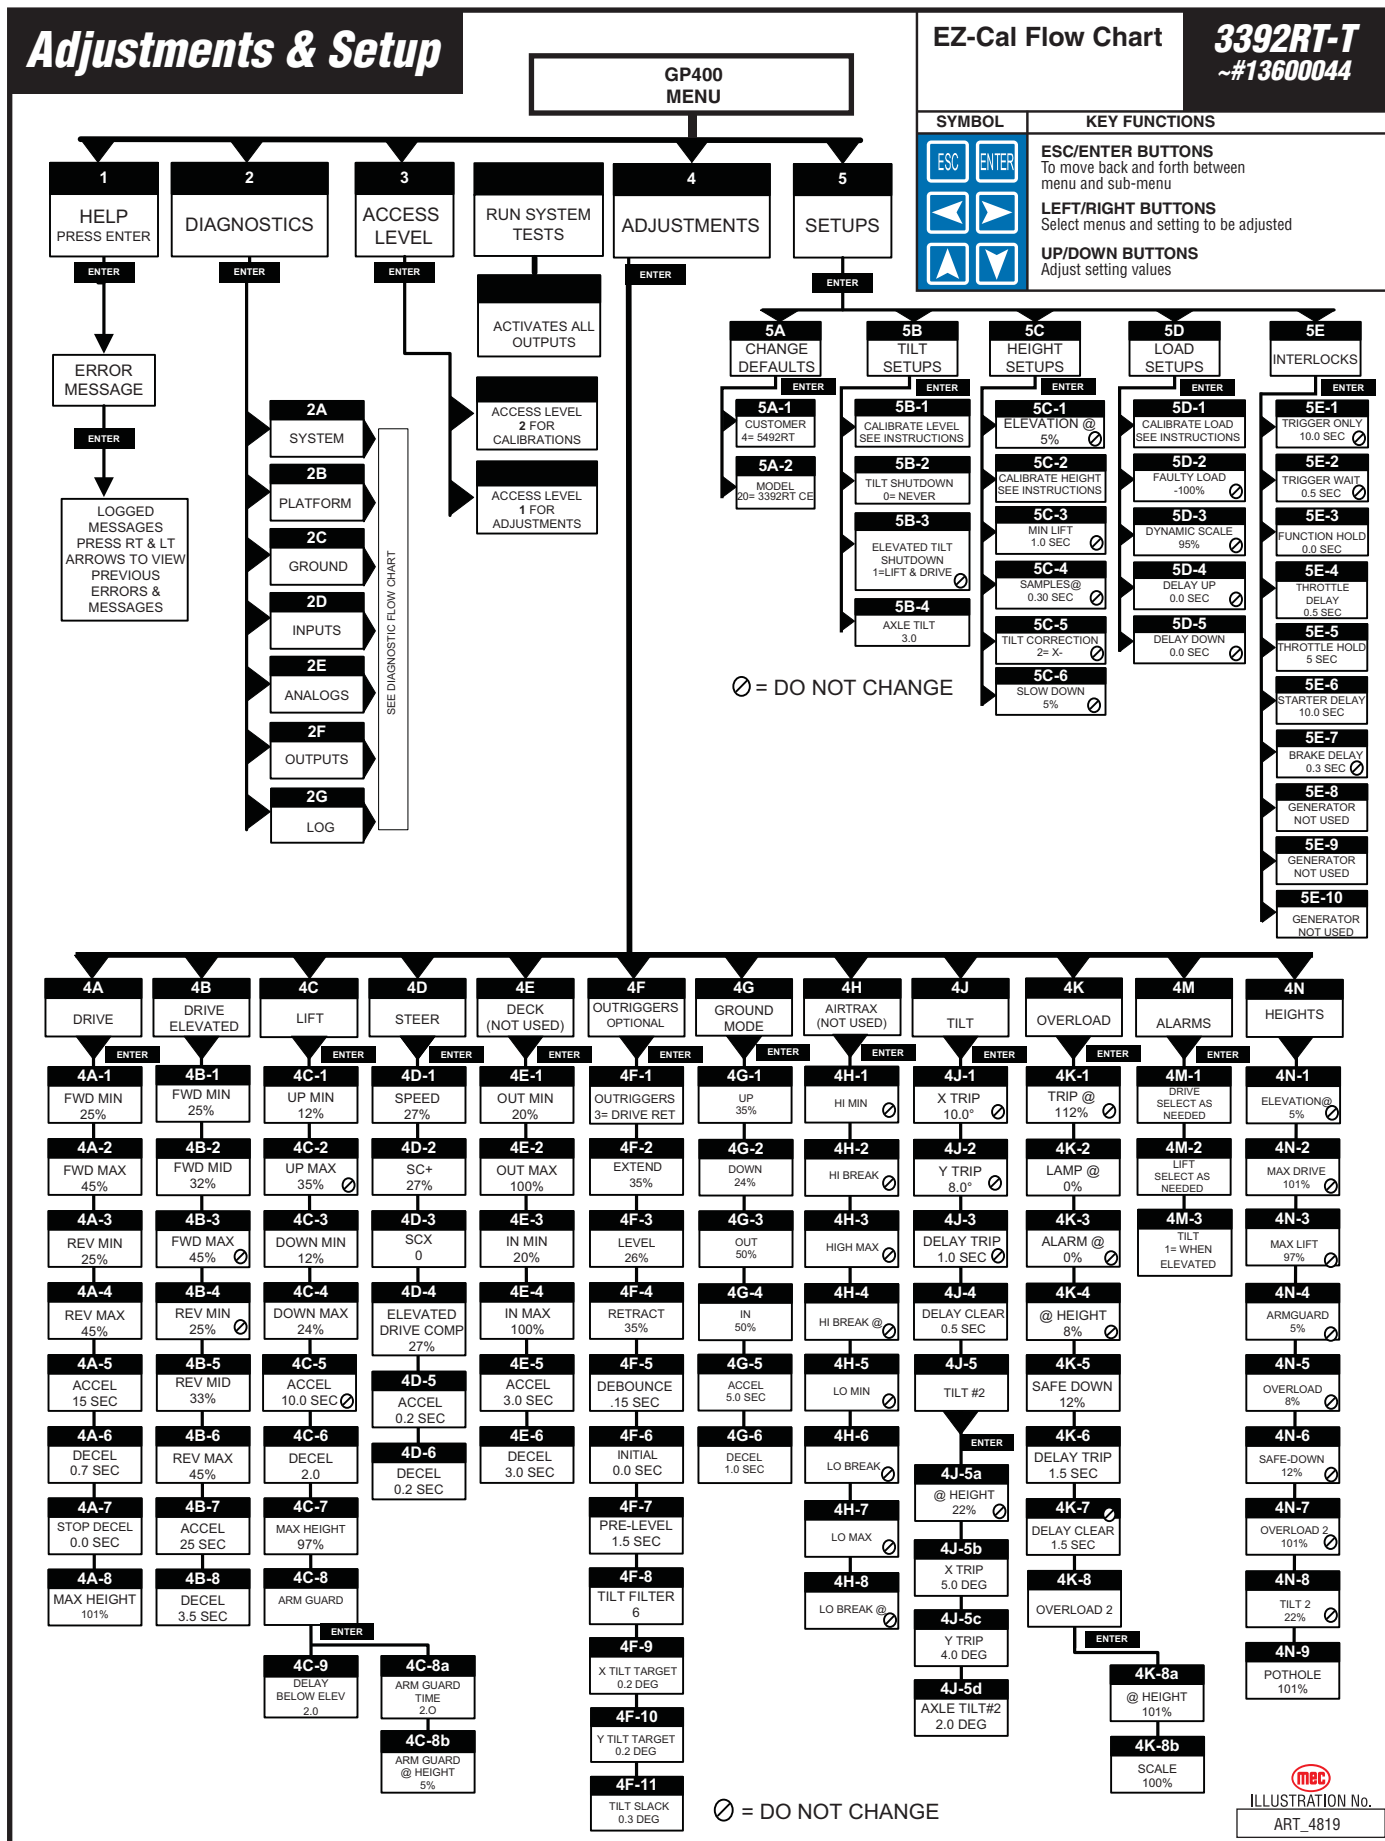 Adjustments & Setup
EZ-Cal Flow Chart
3392RT-T
~#13600044
GP400
MENU
SYMBOL
KEY FUNCTIONS
ESC
ENTER
ESC/ENTER BUTTONS
To move back and forth between
menu and sub-menu
LEFT/RIGHT BUTTONS
Select menus and setting to be adjusted
UP/DOWN BUTTONS
Adjust setting values
1
HELP
PRESS ENTER
ENTER
ERROR
MESSAGE
ENTER
LOGGED
MESSAGES
PRESS RT & LT
ARROWS TO VIEW
PREVIOUS
ERRORS &
MESSAGES
2
DIAGNOSTICS
ENTER
2A
SYSTEM
2B
PLATFORM
2C
GROUND
2D
INPUTS
2E
ANALOGS
2F
OUTPUTS
2G
LOG
SEE DIAGNOSTIC FLOW CHART
3
ACCESS
LEVEL
ENTER
RUN SYSTEM
TESTS
ACTIVATES ALL
OUTPUTS
ACCESS LEVEL
2 FOR
CALIBRATIONS
ACCESS LEVEL
1 FOR
ADJUSTMENTS
4
ADJUSTMENTS
ENTER
5
SETUPS
ENTER
5A
CHANGE
DEFAULTS
ENTER
5A-1
CUSTOMER
4= 5492RT
5A-2
MODEL
20= 3392RT CE
5B
TILT
SETUPS
ENTER
5B-1
CALIBRATE LEVEL
SEE INSTRUCTIONS
5B-2
TILT SHUTDOWN
0= NEVER
5B-3
ELEVATED TILT
SHUTDOWN
1=LIFT & DRIVE
5B-4
AXLE TILT
3.0
5C
HEIGHT
SETUPS
ENTER
5C-1
ELEVATION @
5%
5C-2
CALIBRATE HEIGHT
SEE INSTRUCTIONS
5C-3
MIN LIFT
1.0 SEC
5C-4
SAMPLES@
0.30 SEC
5C-5
TILT CORRECTION
2= X-
5C-6
SLOW DOWN
5%
5D
LOAD
SETUPS
ENTER
5D-1
CALIBRATE LOAD
SEE INSTRUCTIONS
5D-2
FAULTY LOAD
-100%
5D-3
DYNAMIC SCALE
95%
5D-4
DELAY UP
0.0 SEC
5D-5
DELAY DOWN
0.0 SEC
5E
INTERLOCKS
ENTER
5E-1
TRIGGER ONLY
10.0 SEC
5E-2
TRIGGER WAIT
0.5 SEC
5E-3
FUNCTION HOLD
0.0 SEC
5E-4
THROTTLE
DELAY
0.5 SEC
5E-5
THROTTLE HOLD
5 SEC
5E-6
STARTER DELAY
10.0 SEC
5E-7
BRAKE DELAY
0.3 SEC
5E-8
GENERATOR
NOT USED
5E-9
GENERATOR
NOT USED
5E-10
GENERATOR
NOT USED
= DO NOT CHANGE
4A
DRIVE
ENTER
4A-1
FWD MIN
25%
4A-2
FWD MAX
45%
4A-3
REV MIN
25%
4A-4
REV MAX
45%
4A-5
ACCEL
15 SEC
4A-6
DECEL
0.7 SEC
4A-7
STOP DECEL
0.0 SEC
4A-8
MAX HEIGHT
101%
4B
DRIVE
ELEVATED
ENTER
4B-1
FWD MIN
25%
4B-2
FWD MID
32%
4B-3
FWD MAX
45%
4B-4
REV MIN
25%
4B-5
REV MID
33%
4B-6
REV MAX
45%
4B-7
ACCEL
25 SEC
4B-8
DECEL
3.5 SEC
4C
LIFT
ENTER
4C-1
UP MIN
12%
4C-2
UP MAX
35%
4C-3
DOWN MIN
12%
4C-4
DOWN MAX
24%
4C-5
ACCEL
10.0 SEC
4C-6
DECEL
2.0
4C-7
MAX HEIGHT
97%
4C-8
ARM GUARD
ENTER
4C-9
DELAY
BELOW ELEV
2.0
4C-8a
ARM GUARD
TIME
2.O
4C-8b
ARM GUARD
@ HEIGHT
5%
4D
STEER
ENTER
4D-1
SPEED
27%
4D-2
SC+
27%
4D-3
SCX
0
4D-4
ELEVATED
DRIVE COMP
27%
4D-5
ACCEL
0.2 SEC
4D-6
DECEL
0.2 SEC
4E
DECK
(NOT USED)
ENTER
4E-1
OUT MIN
20%
4E-2
OUT MAX
100%
4E-3
IN MIN
20%
4E-4
IN MAX
100%
4E-5
ACCEL
3.0 SEC
4E-6
DECEL
3.0 SEC
4F
OUTRIGGERS
OPTIONAL
ENTER
4F-1
OUTRIGGERS
3= DRIVE RET
4F-2
EXTEND
35%
4F-3
LEVEL
26%
4F-4
RETRACT
35%
4F-5
DEBOUNCE
.15 SEC
4F-6
INITIAL
0.0 SEC
4F-7
PRE-LEVEL
1.5 SEC
4F-8
TILT FILTER
6
4F-9
X TILT TARGET
0.2 DEG
4F-10
Y TILT TARGET
0.2 DEG
4F-11
TILT SLACK
0.3 DEG
4G
GROUND
MODE
ENTER
4G-1
UP
35%
4G-2
DOWN
24%
4G-3
OUT
50%
4G-4
IN
50%
4G-5
ACCEL
5.0 SEC
4G-6
DECEL
1.0 SEC
4H
AIRTRAX
(NOT USED)
ENTER
4H-1
HI MIN
4H-2
HI BREAK
4H-3
HIGH MAX
4H-4
HI BREAK @
4H-5
LO MIN
4H-6
LO BREAK
4H-7
LO MAX
4H-8
LO BREAK @
4J
TILT
ENTER
4J-1
X TRIP
10.0°
4J-2
Y TRIP
8.0°
4J-3
DELAY TRIP
1.0 SEC
4J-4
DELAY CLEAR
0.5 SEC
4J-5
TILT #2
ENTER
4J-5a
@ HEIGHT
22%
4J-5b
X TRIP
5.0 DEG
4J-5c
Y TRIP
4.0 DEG
4J-5d
AXLE TILT#2
2.0 DEG
4K
OVERLOAD
ENTER
4K-1
TRIP @
112%
4K-2
LAMP @
0%
4K-3
ALARM @
0%
4K-4
@ HEIGHT
8%
4K-5
SAFE DOWN
12%
4K-6
DELAY TRIP
1.5 SEC
4K-7
DELAY CLEAR
1.5 SEC
4K-8
OVERLOAD 2
ENTER
4K-8a
@ HEIGHT
101%
4K-8b
SCALE
100%
4M
ALARMS
ENTER
4M-1
DRIVE
SELECT AS
NEEDED
4M-2
LIFT
SELECT AS
NEEDED
4M-3
TILT
1= WHEN
ELEVATED
4N
HEIGHTS
4N-1
ELEVATION@
5%
4N-2
MAX DRIVE
101%
4N-3
MAX LIFT
97%
4N-4
ARMGUARD
5%
4N-5
OVERLOAD
8%
4N-6
SAFE-DOWN
12%
4N-7
OVERLOAD 2
101%
4N-8
TILT 2
22%
4N-9
POTHOLE
101%
= DO NOT CHANGE
mec
ILLUSTRATION No.
ART_4819